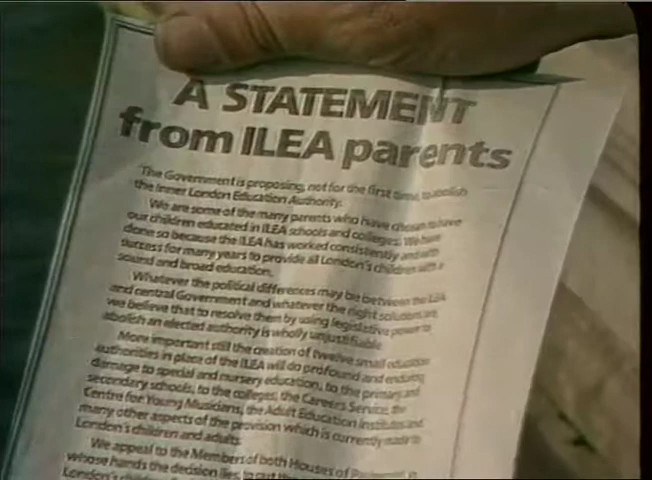 A STATEMENT
from ILEA parents
The Government is proposing, not for the first time, to abolish
the Inner London Education Authority.
We are some of the many parents who have chosen to have
our children educated in ILEA schools and colleges. We have
done so because the ILEA has worked consistently and with
success for many years to provide all London's children with a
sound and broad education.
Whatever the political differences may be between the ILEA
and central Government and whatever the right solutions are
we believe that to resolve them by using legislative power to
abolish an elected authority is wholly unjustifiable.
More important still the creation of twelve small education
authorities in place of the ILEA will do profound and enduring
damage to special and nursery education, to the primary and
secondary schools, to the colleges, the Careers Service, the
Centre for Young Musicians, the Adult Education Institutes and
many other aspects of the provision which is currently made to
London's children and adults.
We appeal to the Members of both Houses of Parliament in
whose hands the decision lies, to put the
London's children